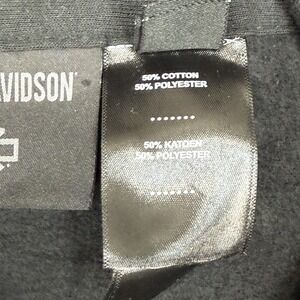 VIDSON
50% COTTON
50% POLYESTER
50% KATOEN
50% POLYESTER